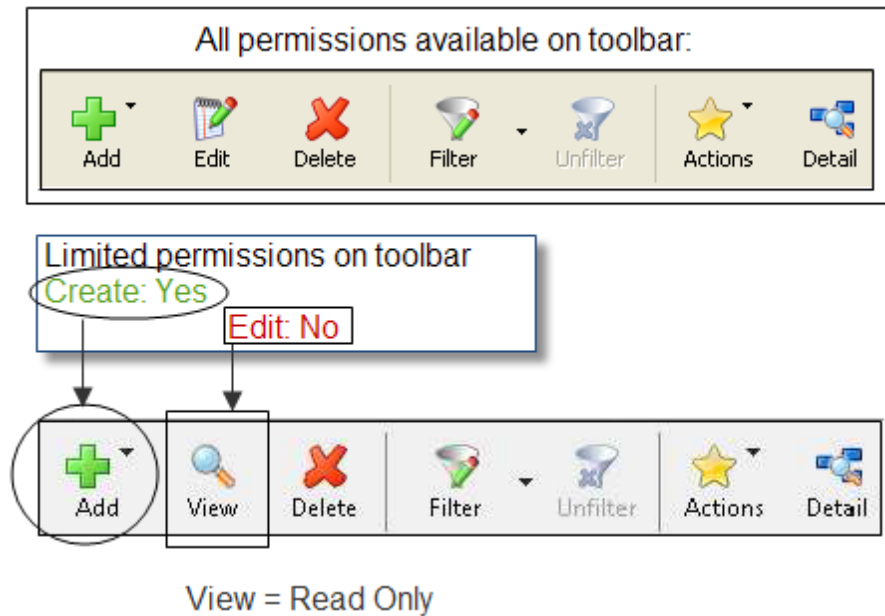 All permissions available on toolbar:
Add Edit Delete Filter Unfilter Actions Detail
Limited permissions on toolbar
Create: Yes
Edit: No
Add View Delete Filter Unfilter Actions Detail
View = Read Only